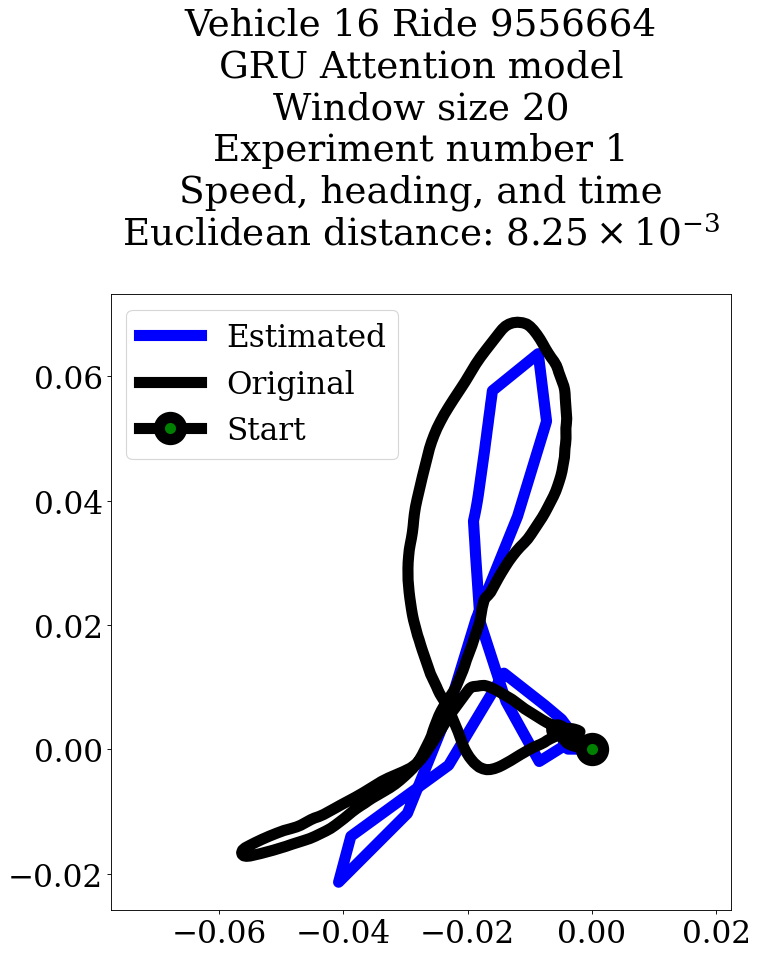 Vehicle 16 Ride 9556664
GRU Attention model
Window size 20
Experiment number 1
Speed, heading, and time
Euclidean distance: 8.25 × 10⁻³
Estimated
Original
Start
0.06
0.04
0.02
0.00
−0.02
−0.06 −0.04 −0.02 0.00 0.02